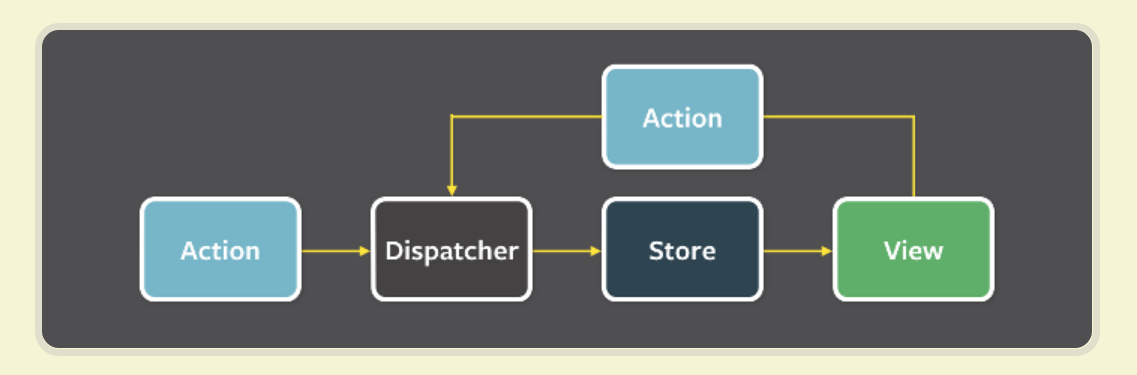 Action
Action
Dispatcher
Store
View